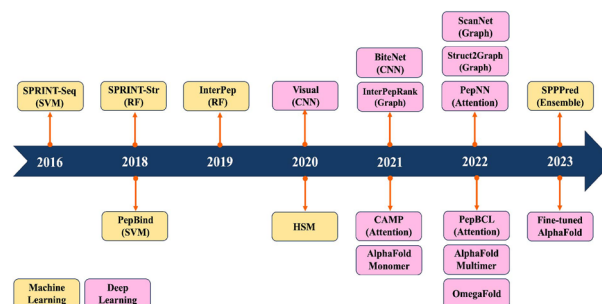 ScanNet
(Graph)
BiteNet
(CNN)
Struct2Graph
(Graph)
SPRINT-Seq
(SVM)
SPRINT-Str
(RF)
InterPep
(RF)
Visual
(CNN)
InterPepRank
(Graph)
PepNN
(Attention)
SPPPred
(Ensemble)
2016 2018 2019 2020 2021 2022 2023
PepBind
(SVM)
HSM
CAMP
(Attention)
PepBCL
(Attention)
Fine-tuned
AlphaFold
AlphaFold
Monomer
AlphaFold
Multimer
OmegaFold
Machine
Learning
Deep
Learning